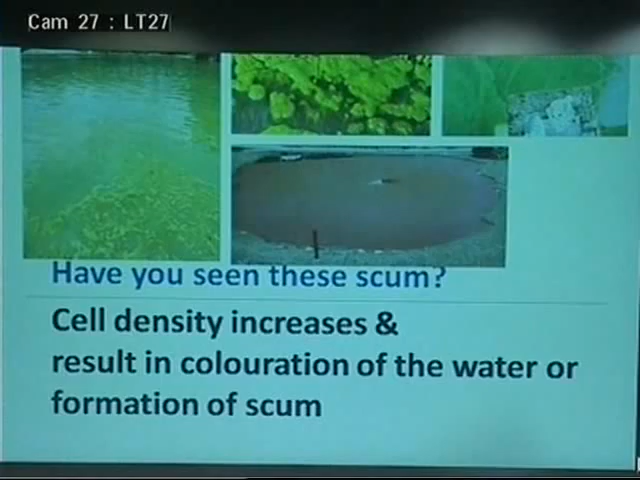 Cam 27 : LT27
Have you seen these scum?
Cell density increases &
result in colouration of the water or
formation of scum